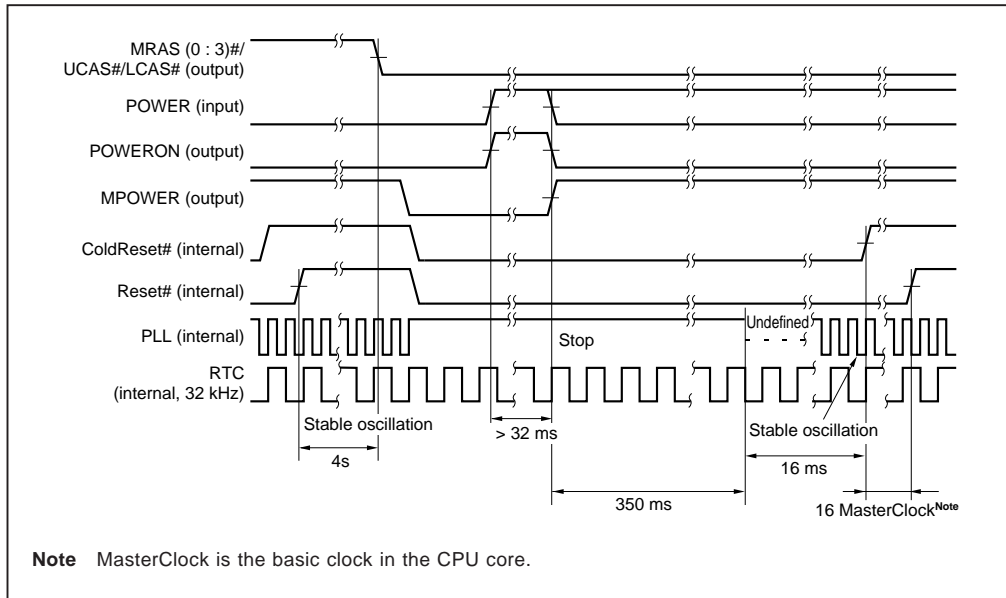 MRAS (0 : 3)#/
UCAS#/LCAS# (output)
POWER (input)
POWERON (output)
MPOWER (output)
ColdReset# (internal)
Reset# (internal)
PLL (internal)
Stop
Undefined
RTC
(internal, 32 kHz)
Stable oscillation
4s
> 32 ms
350 ms
Stable oscillation
16 ms
16 MasterClockNote
Note MasterClock is the basic clock in the CPU core.